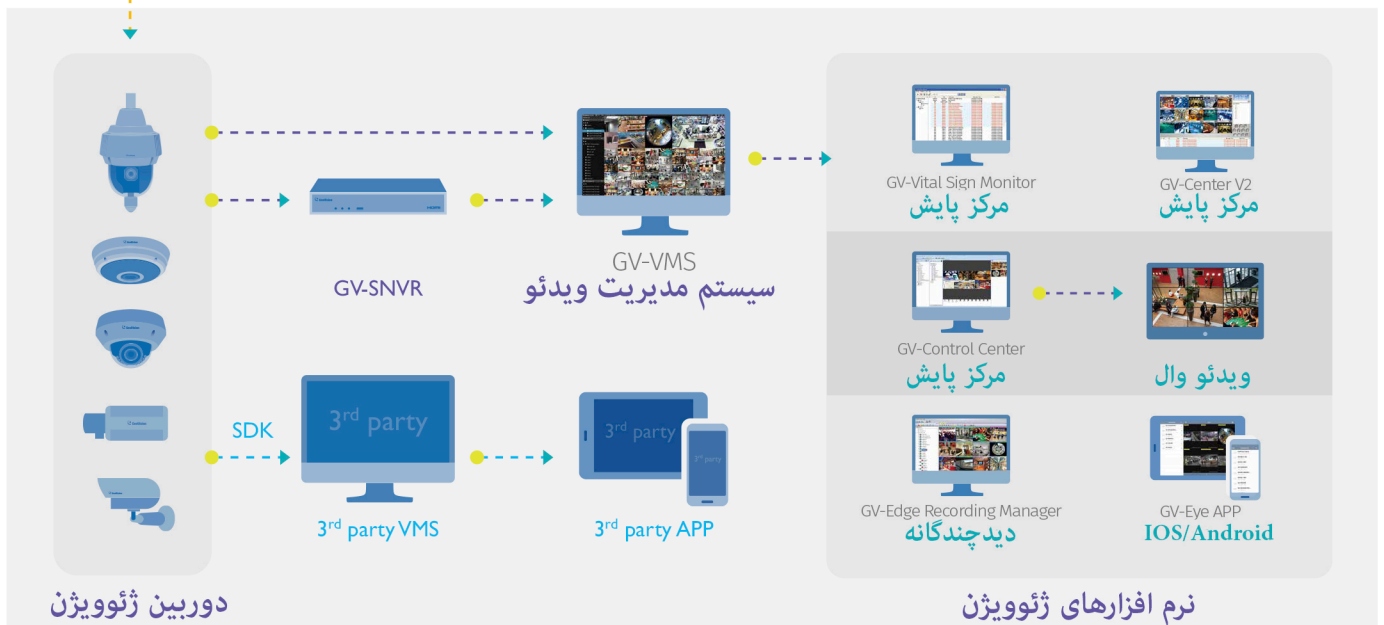 GV-SNVR
GV-VMS
سیستم مدیریت ویدئو
SDK
3rd party
3rd party VMS
3rd party
3rd party
3rd party APP
دوربین ژئوویژن
GV-Vital Sign Monitor
مرکز پایش
GV-Center V2
مرکز پایش
GV-Control Center
مرکز پایش
ویدئو وال
GV-Edge Recording Manager
دیدچندگانه
GV-Eye APP
IOS/Android
نرم افزارهای ژئوویژن